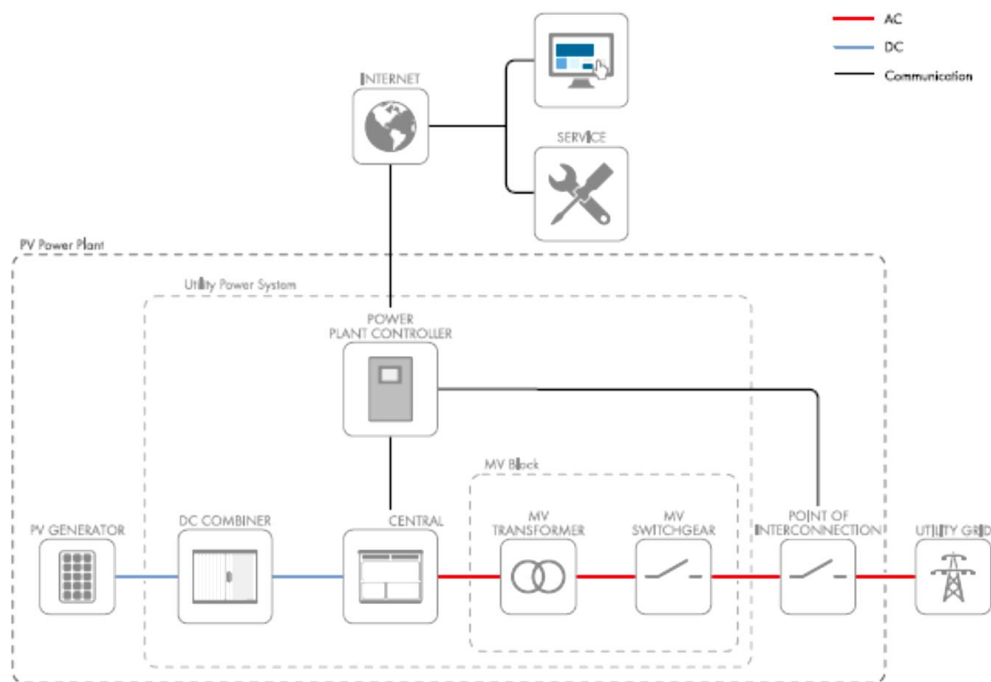 AC
DC
Communication
INTERNET
SERVICE
PV Power Plant
Utility Power System
POWER
PLANT CONTROLLER
MV Block
PV GENERATOR
DC COMBINER
CENTRAL
MV
TRANSFORMER
MV
SWITCHGEAR
POINT OF
INTERCONNECTION
UTILITY GRID